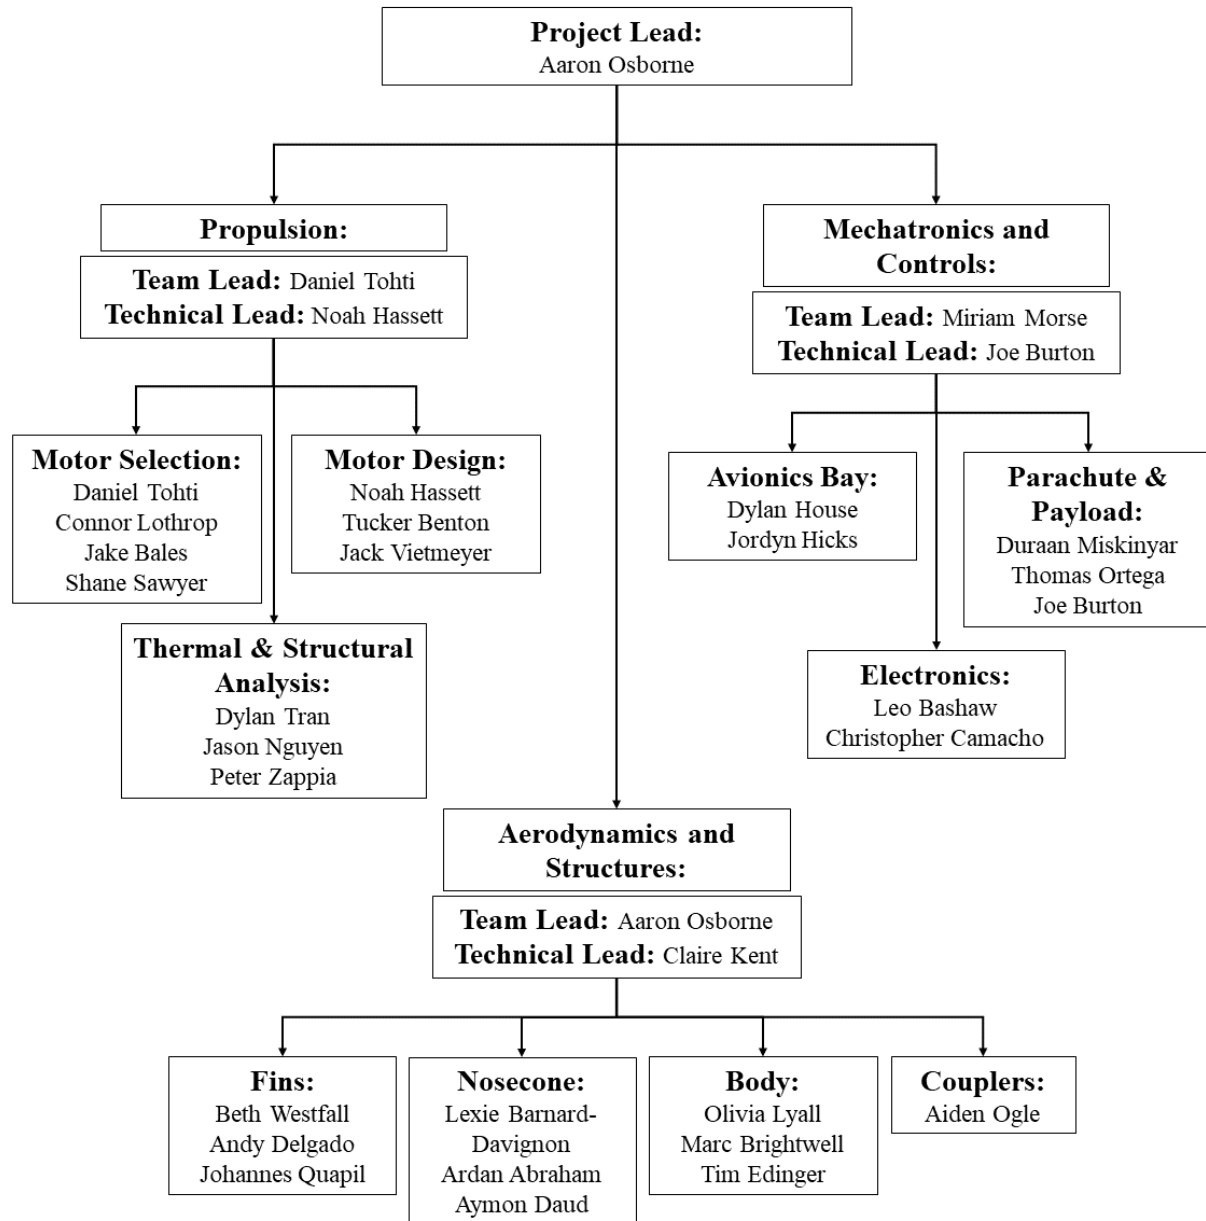 Project Lead:
Aaron Osborne
Propulsion:
Team Lead: Daniel Tohti
Technical Lead: Noah Hassett
Mechatronics and
Controls:
Team Lead: Miriam Morse
Technical Lead: Joe Burton
Motor Selection:
Daniel Tohti
Connor Lothrop
Jake Bales
Shane Sawyer
Motor Design:
Noah Hassett
Tucker Benton
Jack Vietmeyer
Thermal & Structural
Analysis:
Dylan Tran
Jason Nguyen
Peter Zappia
Avionics Bay:
Dylan House
Jordyn Hicks
Parachute &
Payload:
Duraan Miskinyar
Thomas Ortega
Joe Burton
Electronics:
Leo Bashaw
Christopher Camacho
Aerodynamics and
Structures:
Team Lead: Aaron Osborne
Technical Lead: Claire Kent
Fins:
Beth Westfall
Andy Delgado
Johannes Quapil
Nosecone:
Lexie Barnard-
Davignon
Ardan Abraham
Aymon Daud
Body:
Olivia Lyall
Marc Brightwell
Tim Edinger
Couplers:
Aiden Ogle